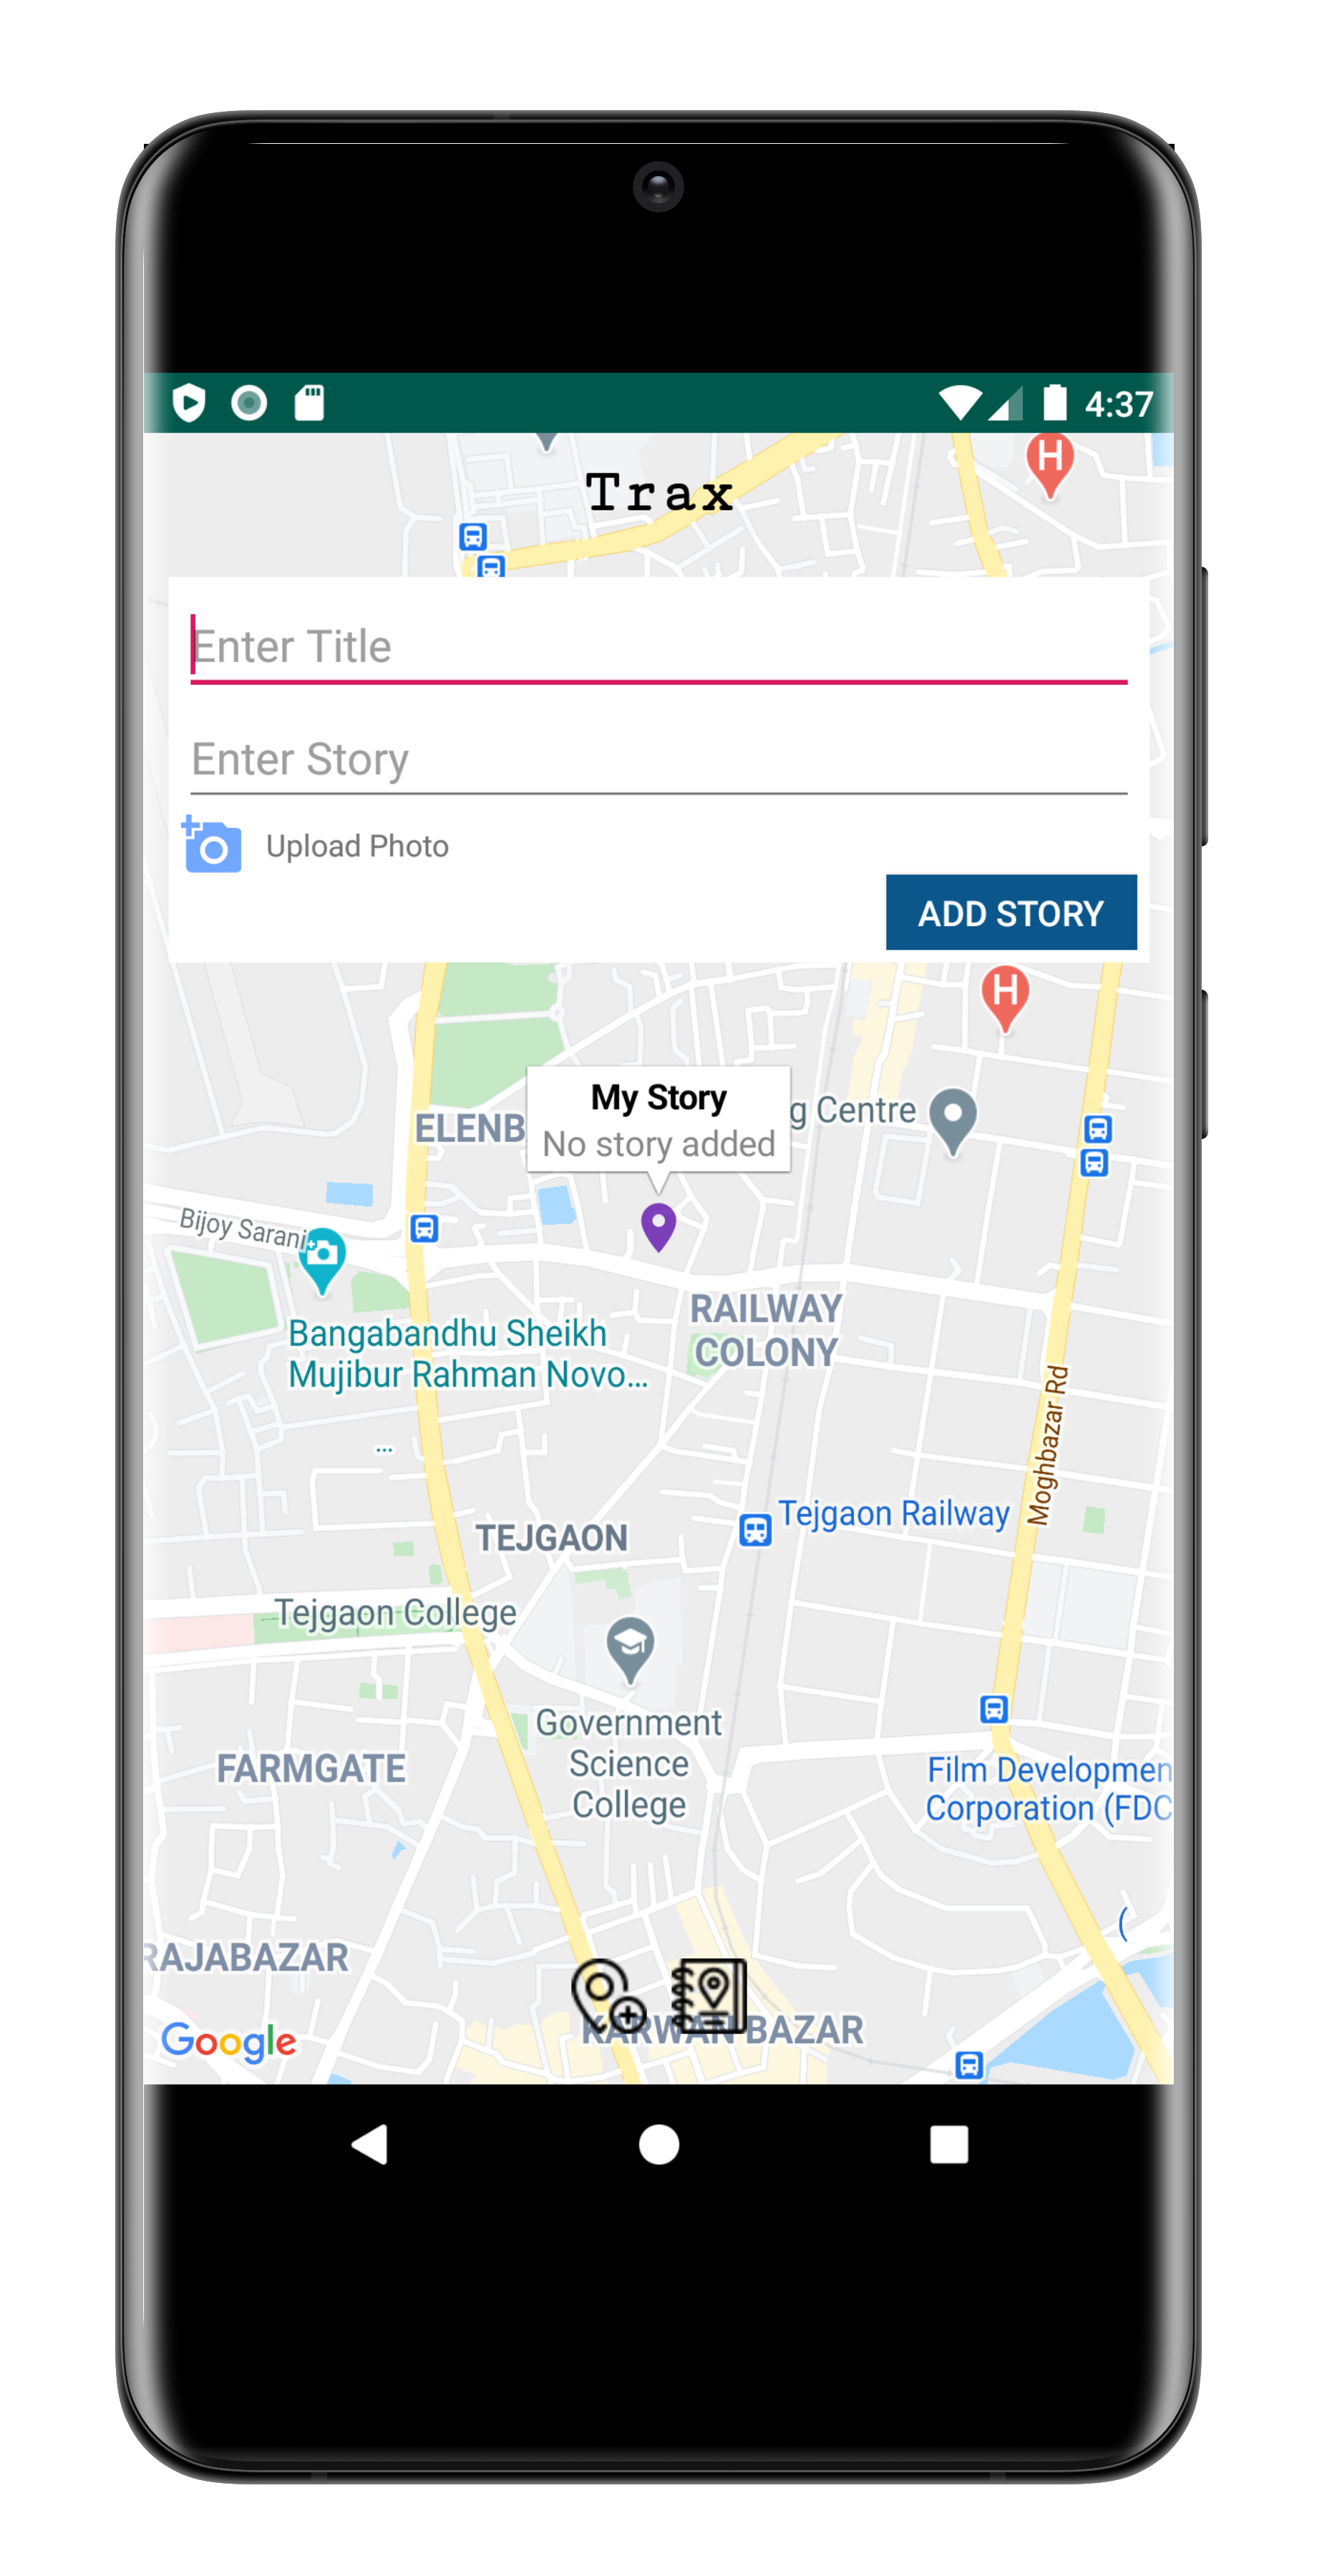 4:37
H
Trax
Enter Title
Enter Story
Upload Photo
ADD STORY
H
My Story
No story added
ELENB
g Centre
Bijoy Sarani
RAILWAY
COLONY
Bangabandhu Sheikh
Mujibur Rahman Novo...
...
Moghbazar Rd
Tejgaon Railway
TEJGAON
Tejgaon College
Government
Science
College
FARMGATE
Film Developmen
Corporation (FDC
(
RAJABAZAR
KARWAN BAZAR
Google